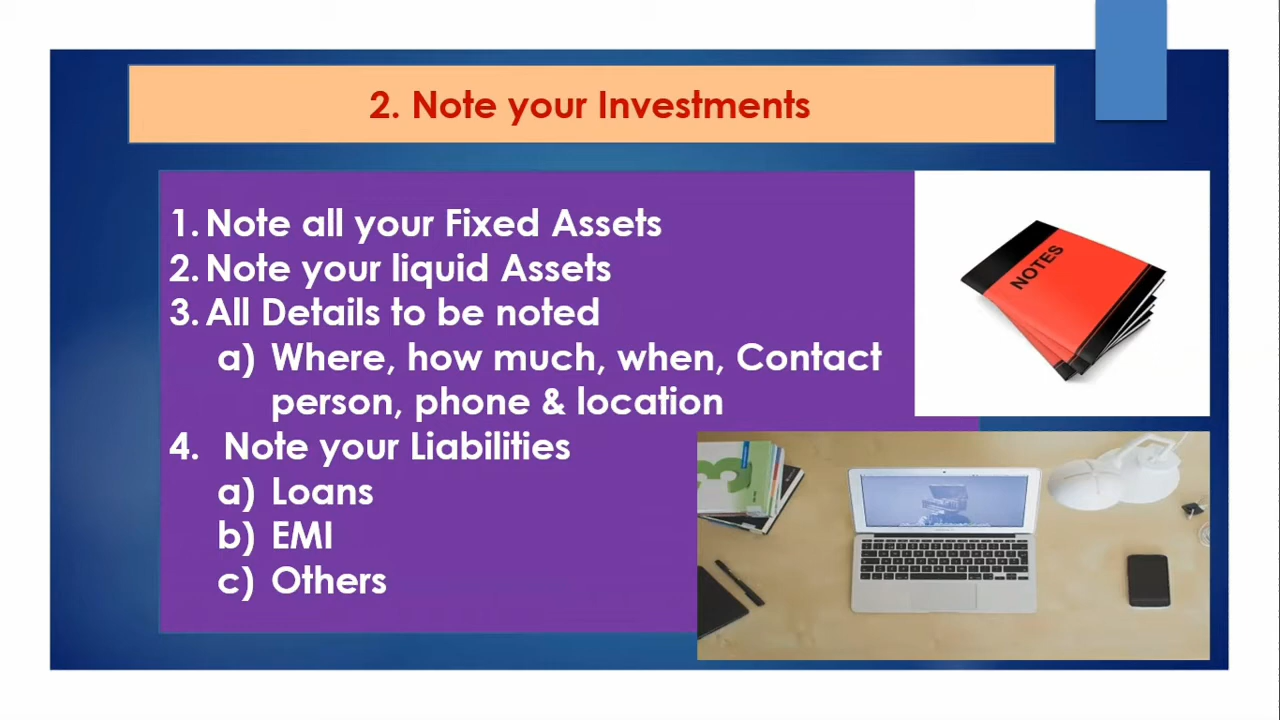 2. Note your Investments
1. Note all your Fixed Assets
2. Note your liquid Assets
3. All Details to be noted
a) Where, how much, when, Contact
person, phone & location
4. Note your Liabilities
a) Loans
b) EMI
c) Others
NOTES
3